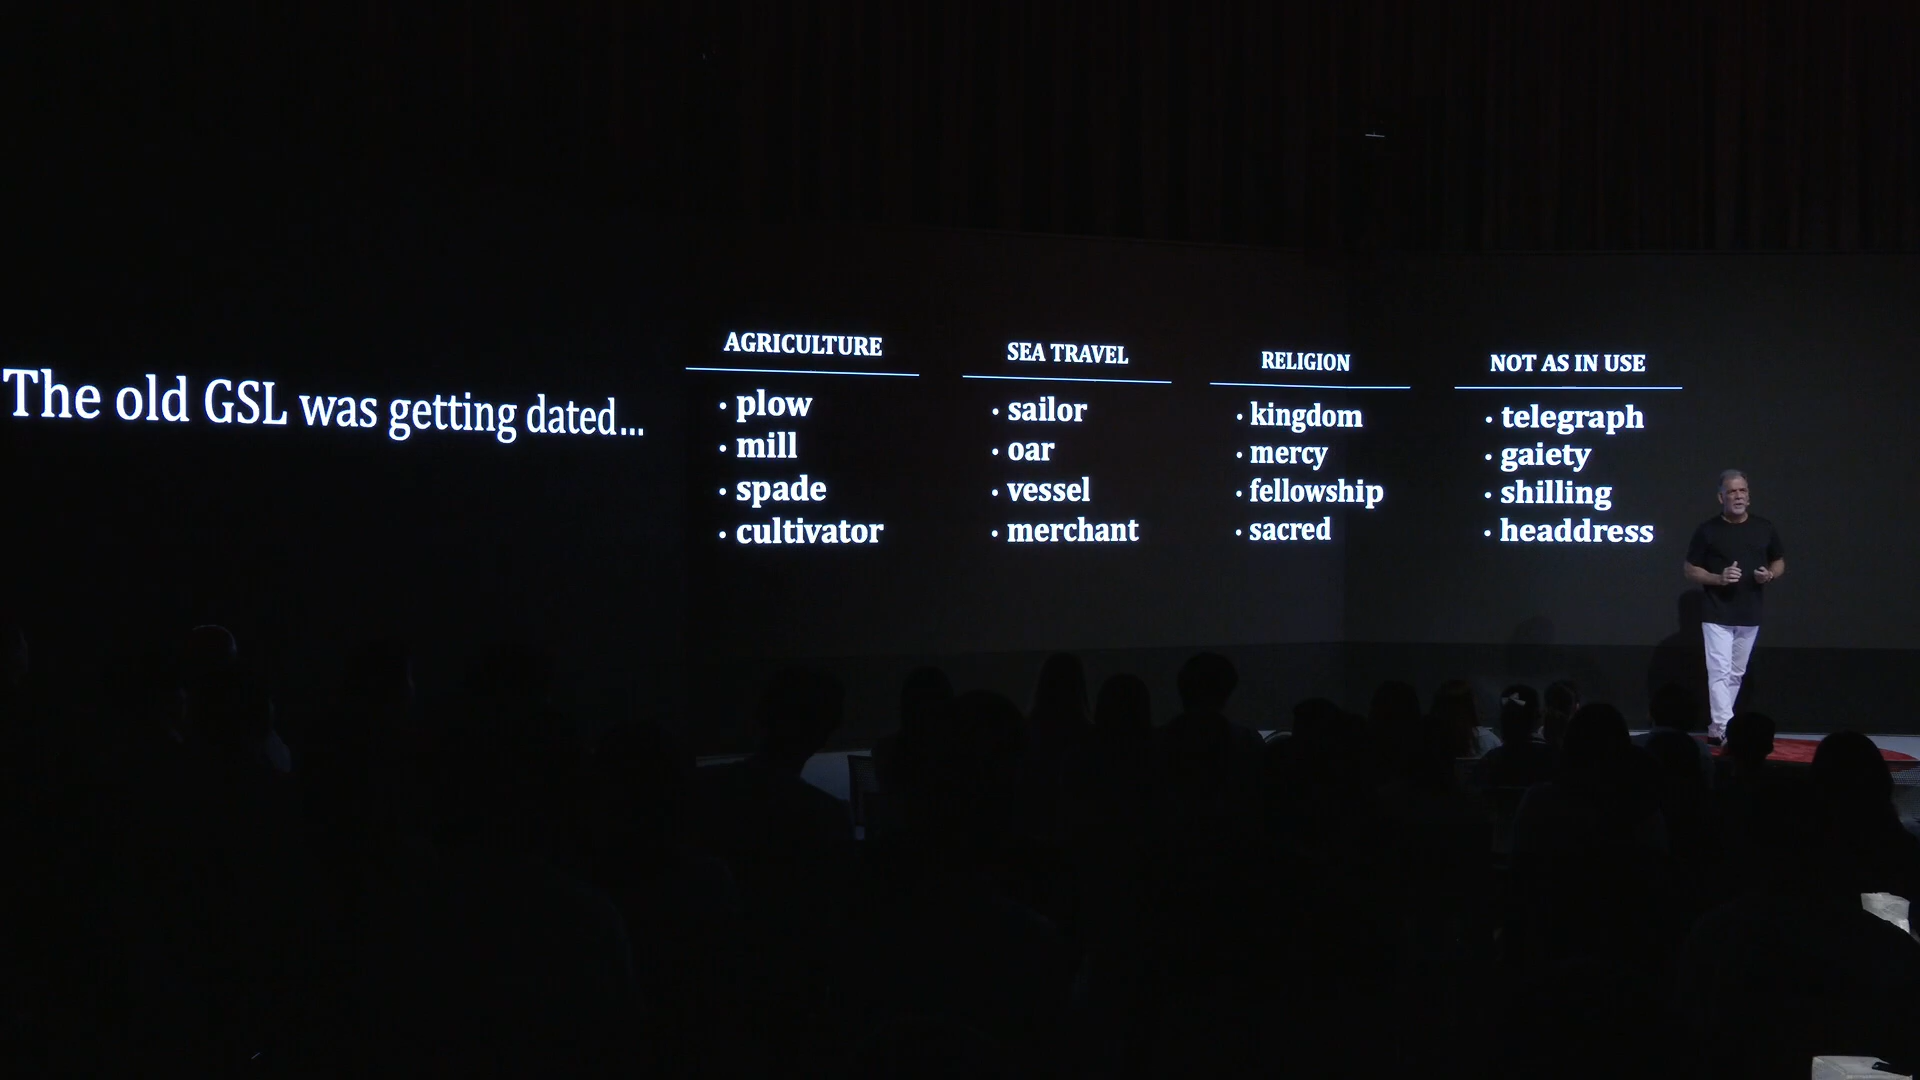 The old GSL was getting dated...
AGRICULTURE
• plow
• mill
• spade
• cultivator
SEA TRAVEL
• sailor
• oar
• vessel
• merchant
RELIGION
• kingdom
• mercy
• fellowship
• sacred
NOT AS IN USE
• telegraph
• gaiety
• shilling
• headdress